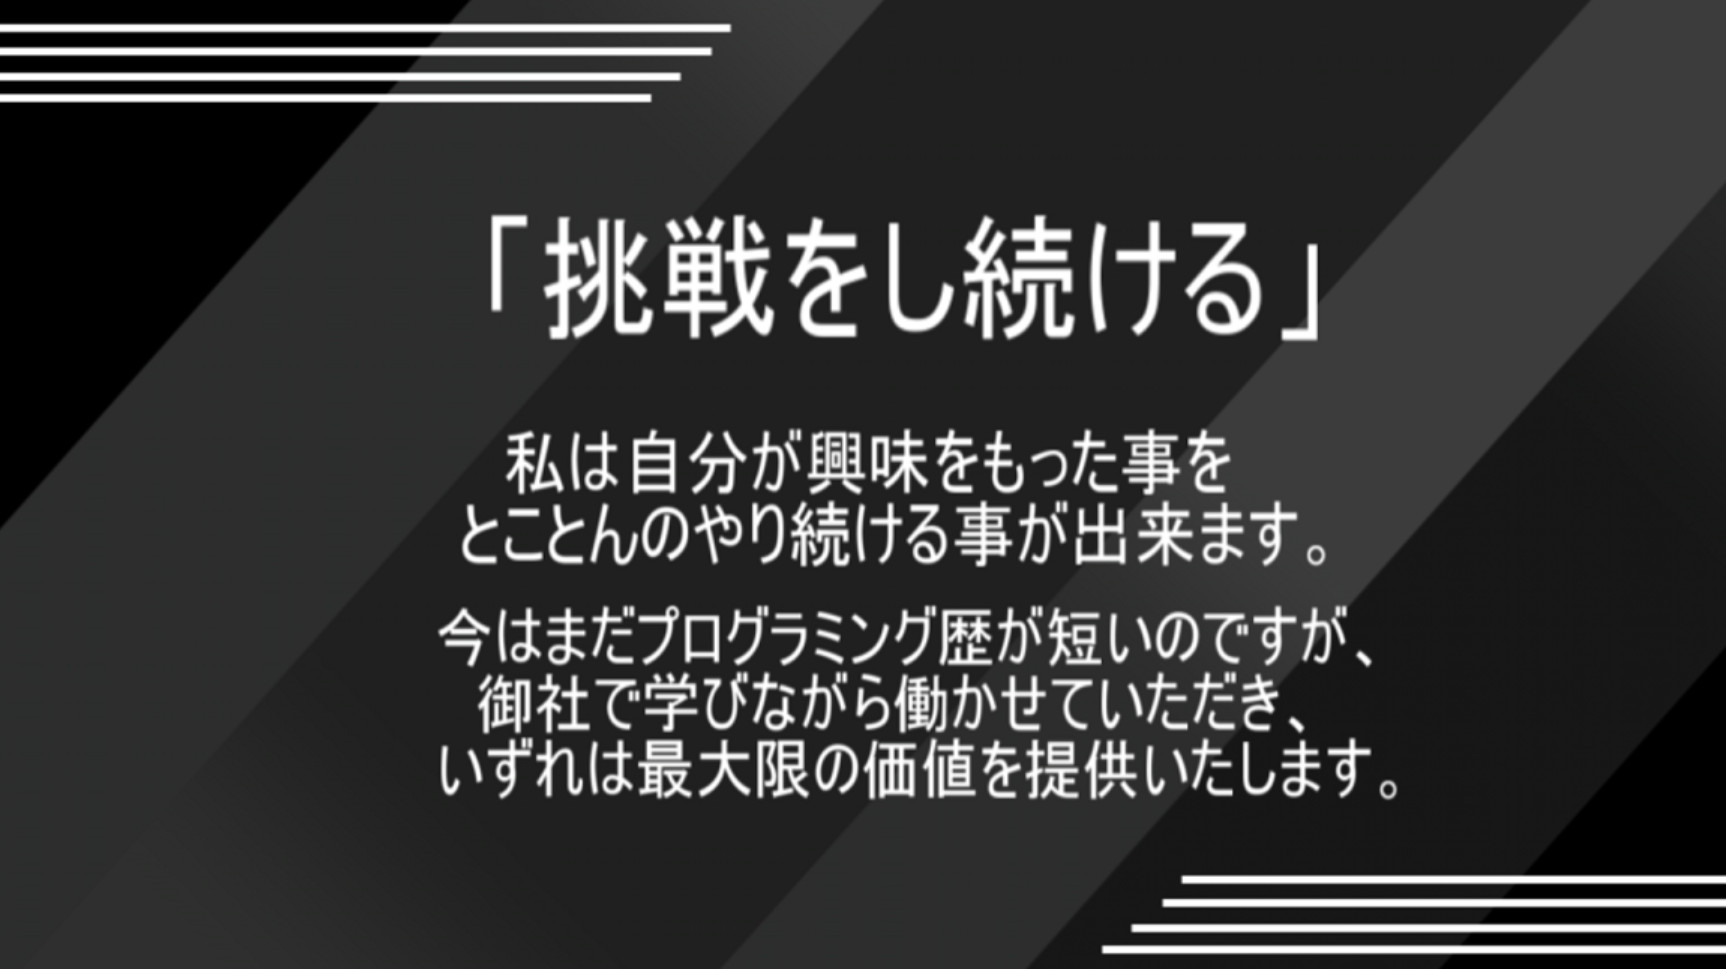 「挑戦をし続ける」
私は自分が興味をもった事を
とことんのやり続ける事が出来ます。
今はまだプログラミング歴が短いのですが、
御社で学びながら働かせていただき、
いずれは最大限の価値を提供いたします。